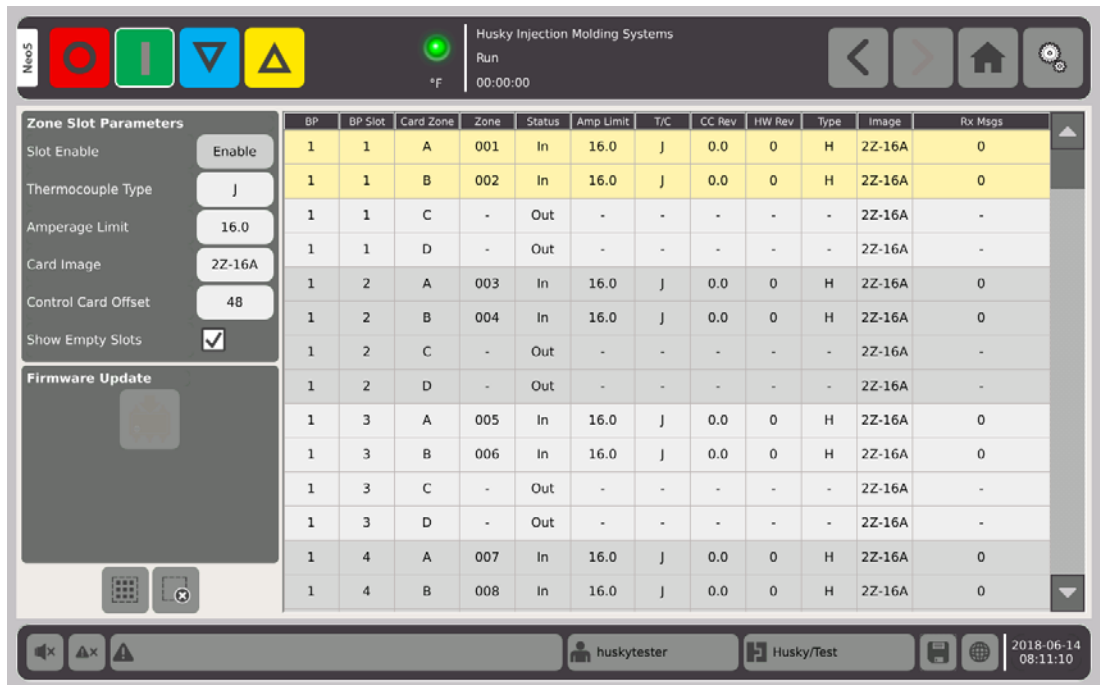 Neo5
°F
Husky Injection Molding Systems
Run
00:00:00
Zone Slot Parameters
Slot Enable Enable
Thermocouple Type J
Amperage Limit 16.0
Card Image 2Z-16A
Control Card Offset 48
Show Empty Slots
Firmware Update
BP BP Slot Card Zone Zone Status Amp Limit T/C CC Rev HW Rev Type Image Rx Msgs
1 1 A 001 In 16.0 J 0.0 0 H 2Z-16A 0
1 1 B 002 In 16.0 J 0.0 0 H 2Z-16A 0
1 1 C - Out - - - - - 2Z-16A -
1 1 D - Out - - - - - 2Z-16A -
1 2 A 003 In 16.0 J 0.0 0 H 2Z-16A 0
1 2 B 004 In 16.0 J 0.0 0 H 2Z-16A 0
1 2 C - Out - - - - - 2Z-16A -
1 2 D - Out - - - - - 2Z-16A -
1 3 A 005 In 16.0 J 0.0 0 H 2Z-16A 0
1 3 B 006 In 16.0 J 0.0 0 H 2Z-16A 0
1 3 C - Out - - - - - 2Z-16A -
1 3 D - Out - - - - - 2Z-16A -
1 4 A 007 In 16.0 J 0.0 0 H 2Z-16A 0
1 4 B 008 In 16.0 J 0.0 0 H 2Z-16A 0
huskytester
Husky/Test
2018-06-14
08:11:10